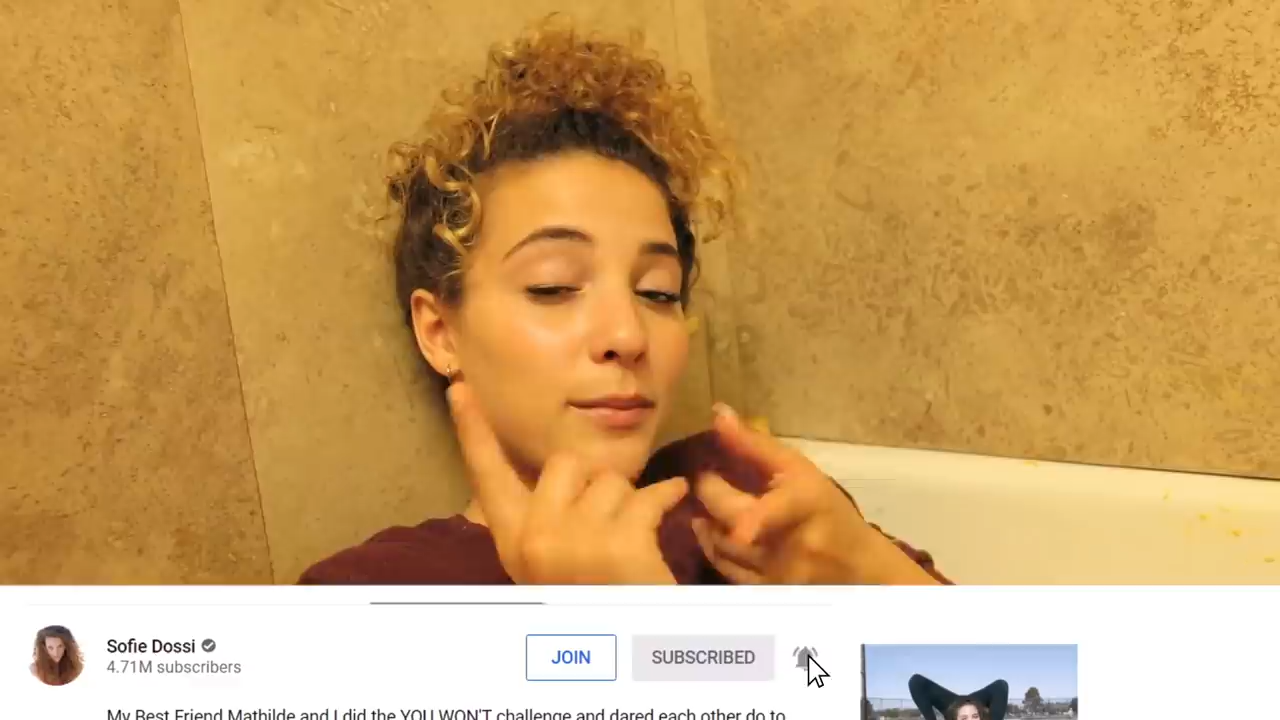 Sofie Dossi
4.71M subscribers
JOIN
SUBSCRIBED
My Best Friend Mathilde and I did the YOU WON'T challenge and dared each other do to